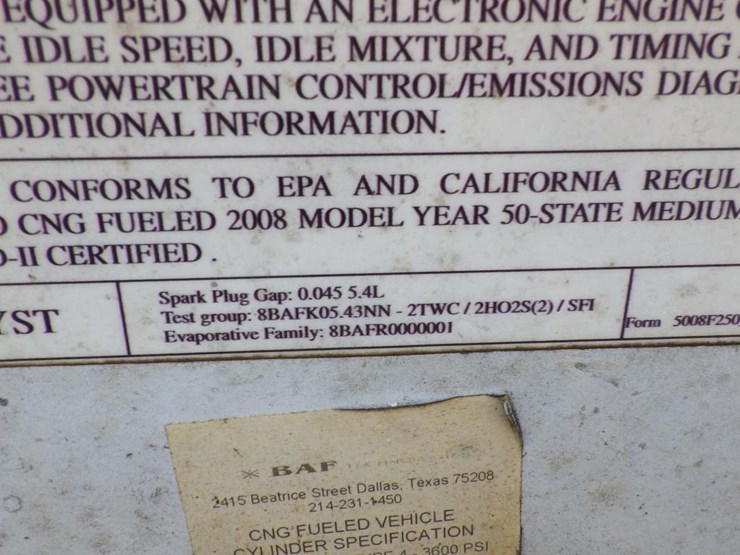 EQUIPPED WITH AN ELECTRONIC ENGINE
E IDLE SPEED, IDLE MIXTURE, AND TIMING
EE POWERTRAIN CONTROL/EMISSIONS DIAG
DDITIONAL INFORMATION.
CONFORMS TO EPA AND CALIFORNIA REGUL
D CNG FUELED 2008 MODEL YEAR 50-STATE MEDIUM
D-II CERTIFIED .
YST
Spark Plug Gap: 0.045 5.4L
Test group: 8BAFK05.43NN - 2TWC / 2HO2S(2) / SFI
Evaporative Family: 8BAFR0000001
Form 5008F250
BAF
2415 Beatrice Street Dallas, Texas 75208
214-231-1450
CNG FUELED VEHICLE
CYLINDER SPECIFICATION
4 - 3600 PSI